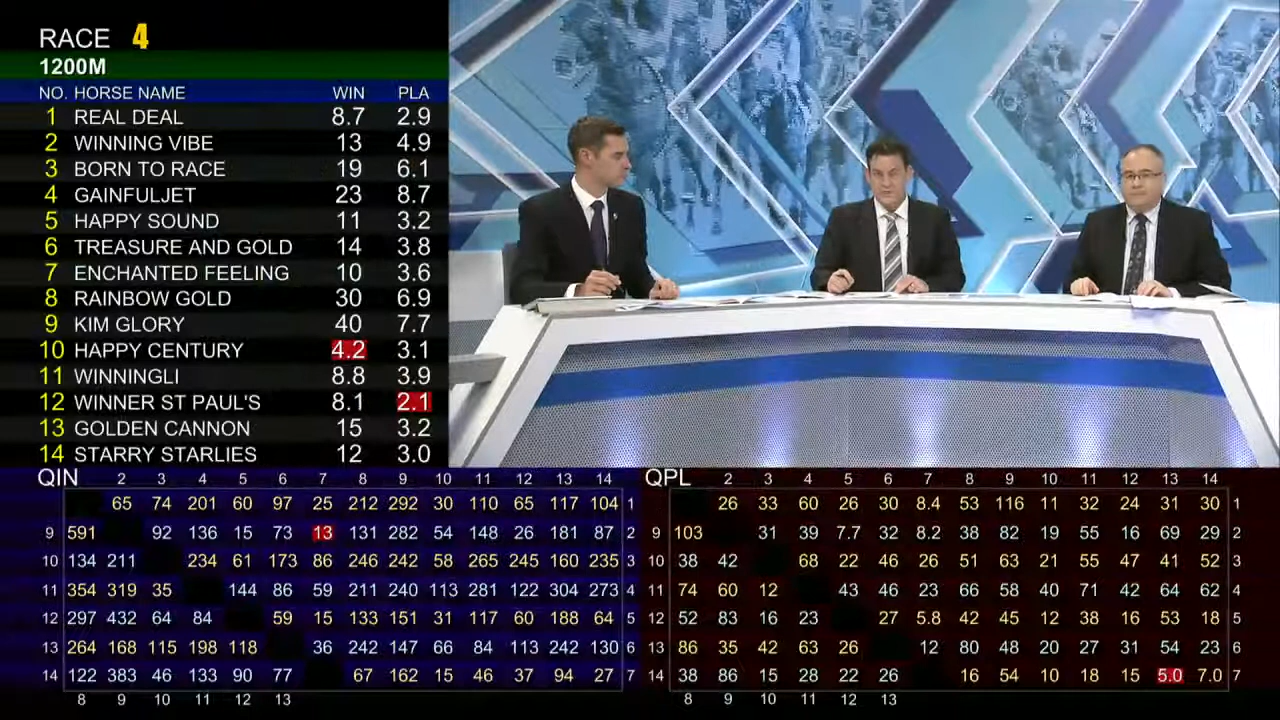 RACE 4
1200M
NO. HORSE NAME WIN PLA
1 REAL DEAL 8.7 2.9
2 WINNING VIBE 13 4.9
3 BORN TO RACE 19 6.1
4 GAINFULJET 23 8.7
5 HAPPY SOUND 11 3.2
6 TREASURE AND GOLD 14 3.8
7 ENCHANTED FEELING 10 3.6
8 RAINBOW GOLD 30 6.9
9 KIM GLORY 40 7.7
10 HAPPY CENTURY 4.2 3.1
11 WINNINGLI 8.8 3.9
12 WINNER ST PAUL'S 8.1 2.1
13 GOLDEN CANNON 15 3.2
14 STARRY STARLIES 12 3.0
QIN 2 3 4 5 6 7 8 9 10 11 12 13 14
65 74 201 60 97 25 212 292 30 110 65 117 104 1
9 591 92 136 15 73 13 131 282 54 148 26 181 87 2
10 134 211 234 61 173 86 246 242 58 265 245 160 235 3
11 354 319 35 144 86 59 211 240 113 281 122 304 273 4
12 297 432 64 84 59 15 133 151 31 117 60 188 64 5
13 264 168 115 198 118 36 242 147 66 84 113 242 130 6
14 122 383 46 133 90 77 67 162 15 46 37 94 27 7
8 9 10 11 12 13
QPL 2 3 4 5 6 7 8 9 10 11 12 13 14
26 33 60 26 30 8.4 53 116 11 32 24 31 30 1
9 103 31 39 7.7 32 8.2 38 82 19 55 16 69 29 2
10 38 42 68 22 46 26 51 63 21 55 47 41 52 3
11 74 60 12 43 46 23 66 58 40 71 42 64 62 4
12 52 83 16 23 27 5.8 42 45 12 38 16 53 18 5
13 86 35 42 63 26 12 80 48 20 27 31 54 23 6
14 38 86 15 28 22 26 16 54 10 18 15 5.0 7.0 7
8 9 10 11 12 13